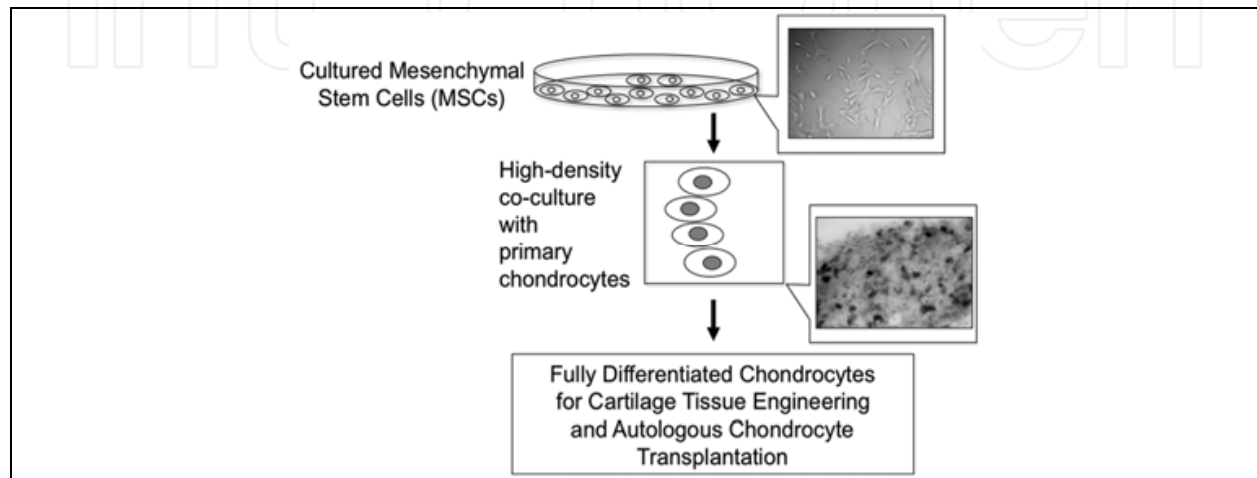 Cultured Mesenchymal
Stem Cells (MSCs)
High-density
co-culture
with
primary
chondrocytes
Fully Differentiated Chondrocytes
for Cartilage Tissue Engineering
and Autologous Chondrocyte
Transplantation